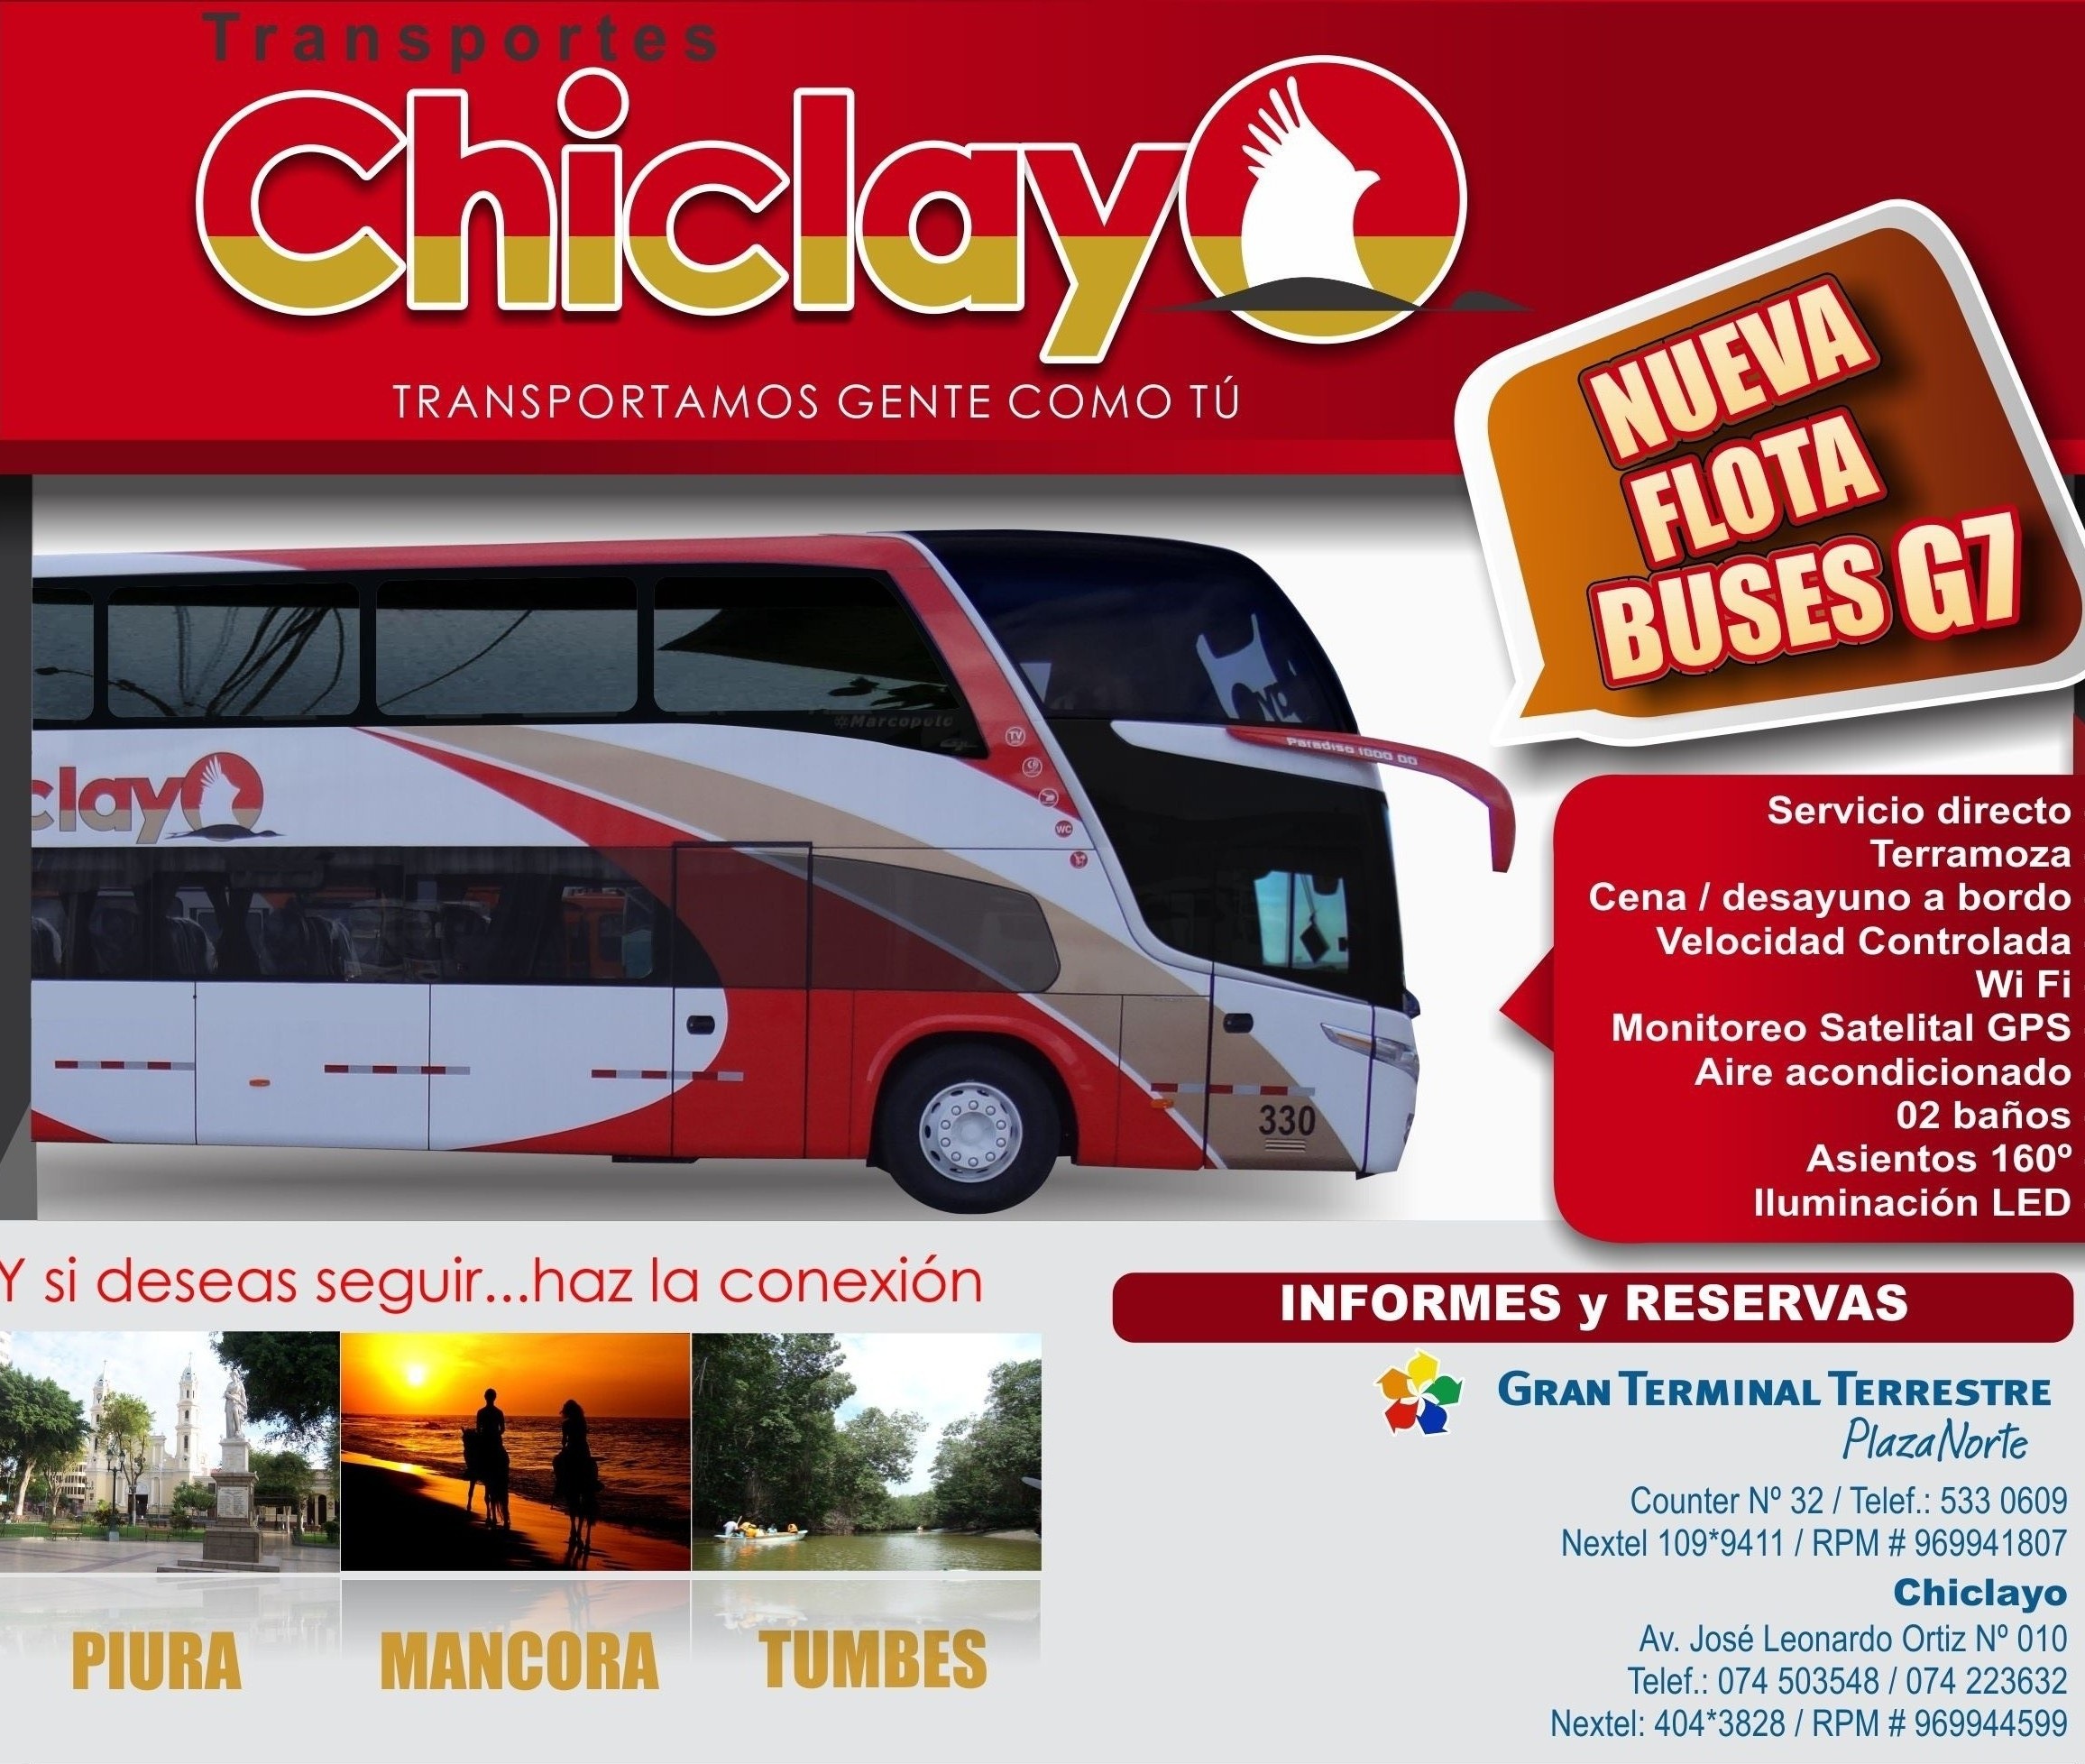 Transportes
Chiclayo
TRANSPORTAMOS GENTE COMO TÚ
NUEVA
FLOTA
BUSES G7
Marcopolo
Paradiso 1800 DD
TV
WC
clayo
330
Servicio directo
Terramoza
Cena / desayuno a bordo
Velocidad Controlada
Wi Fi
Monitoreo Satelital GPS
Aire acondicionado
02 baños
Asientos 160º
Iluminación LED
Y si deseas seguir...haz la conexión
PIURA
MANCORA
TUMBES
INFORMES y RESERVAS
GRAN TERMINAL TERRESTRE
PlazaNorte
Counter Nº 32 / Telef.: 533 0609
Nextel 109*9411 / RPM # 969941807
Chiclayo
Av. José Leonardo Ortiz Nº 010
Telef.: 074 503548 / 074 223632
Nextel: 404*3828 / RPM # 969944599